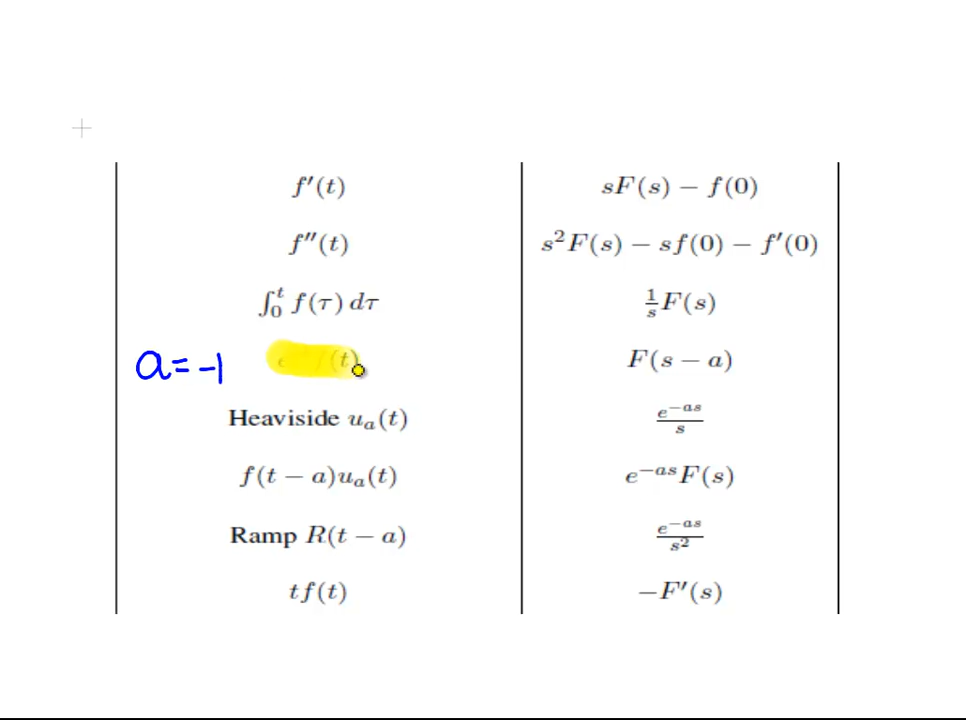 f′(t) sF(s) − f(0)
f″(t) s²F(s) − sf(0) − f′(0)
∫₀ᵗ f(τ) dτ 1/s F(s)
a = -1 f(t) F(s − a)
Heaviside uₐ(t) e^{−as}/s
f(t − a)uₐ(t) e^{−as}F(s)
Ramp R(t − a) e^{−as}/s²
tf(t) −F′(s)